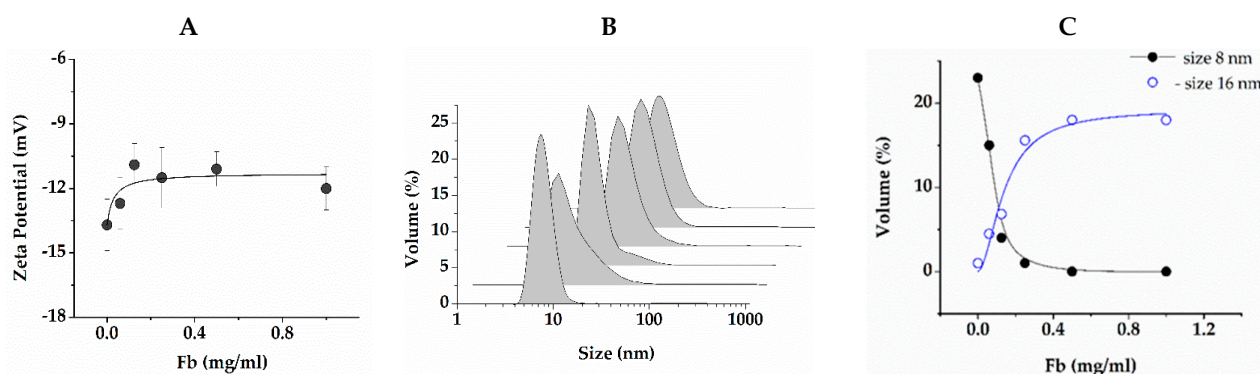 A
B
C
-6
-9
-12
-15
-18
Zeta Potential (mV)
0.0
0.4
0.8
Fb (mg/ml)
25
20
15
10
5
0
Volume (%)
1
10
100
1000
Size (nm)
size 8 nm
- size 16 nm
20
10
0
Volume (%)
0.0
0.4
0.8
1.2
Fb (mg/ml)